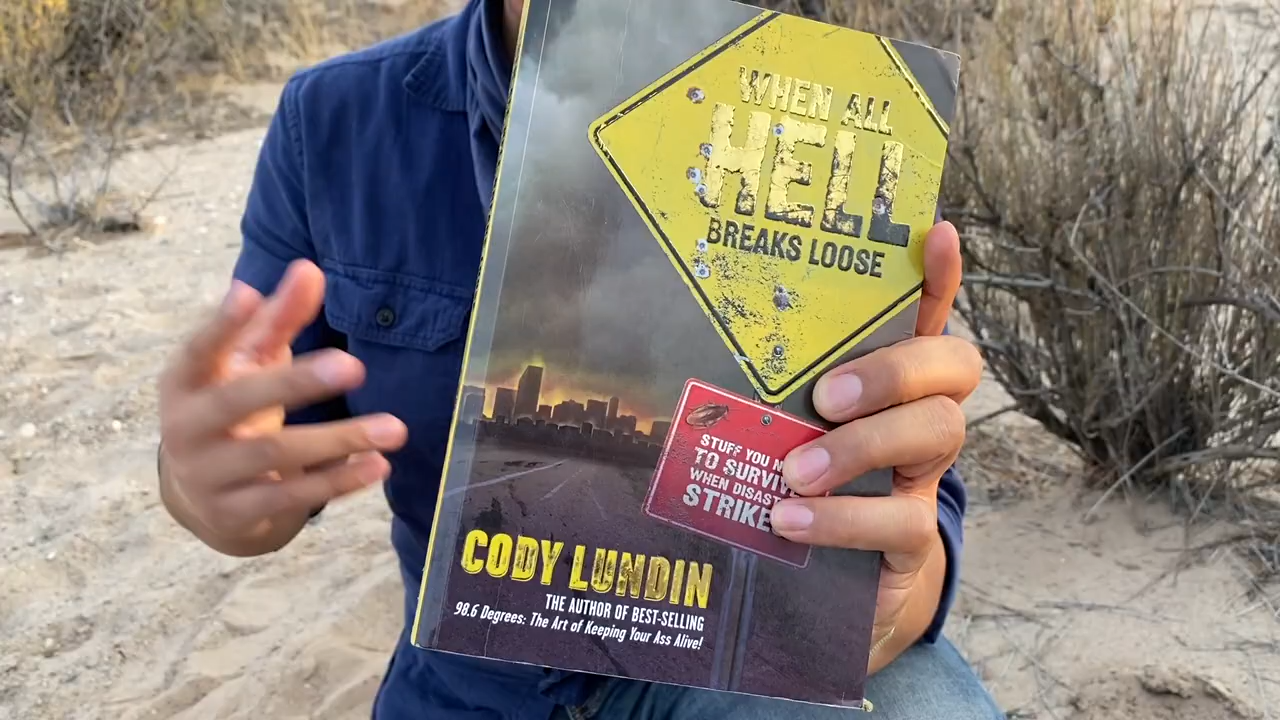 WHEN ALL
HELL
BREAKS LOOSE
STUFF YOU
TO SURVIV
WHEN DISAST
STRIKE
CODY LUNDIN
THE AUTHOR OF BEST-SELLING
98.6 Degrees: The Art of Keeping Your Ass Alive!